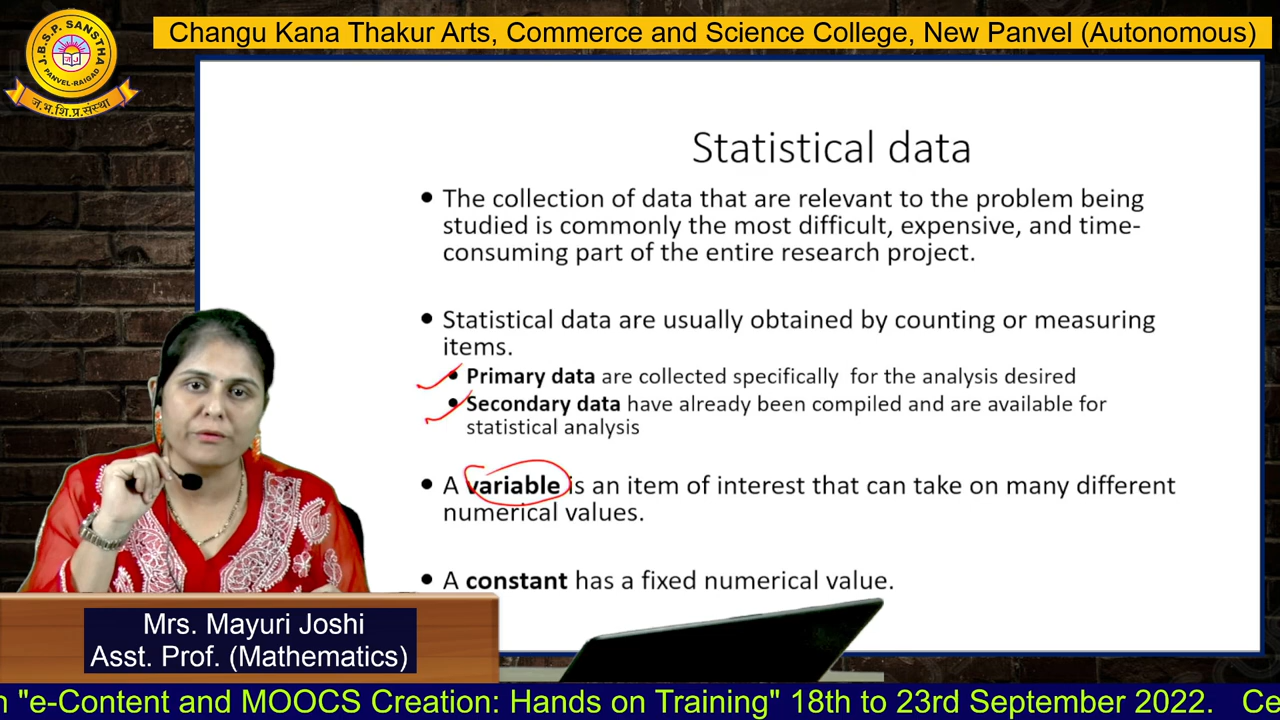 Changu Kana Thakur Arts, Commerce and Science College, New Panvel (Autonomous)
J.B.S.P. SANSTHA
PANVEL-RAIGAD
ज.भ.शि.प्र.संस्था
Statistical data
• The collection of data that are relevant to the problem being
studied is commonly the most difficult, expensive, and time-
consuming part of the entire research project.
• Statistical data are usually obtained by counting or measuring
items.
• Primary data are collected specifically for the analysis desired
• Secondary data have already been compiled and are available for
statistical analysis
• A variable is an item of interest that can take on many different
numerical values.
• A constant has a fixed numerical value.
Mrs. Mayuri Joshi
Asst. Prof. (Mathematics)
n "e-Content and MOOCS Creation: Hands on Training" 18th to 23rd September 2022. Ce